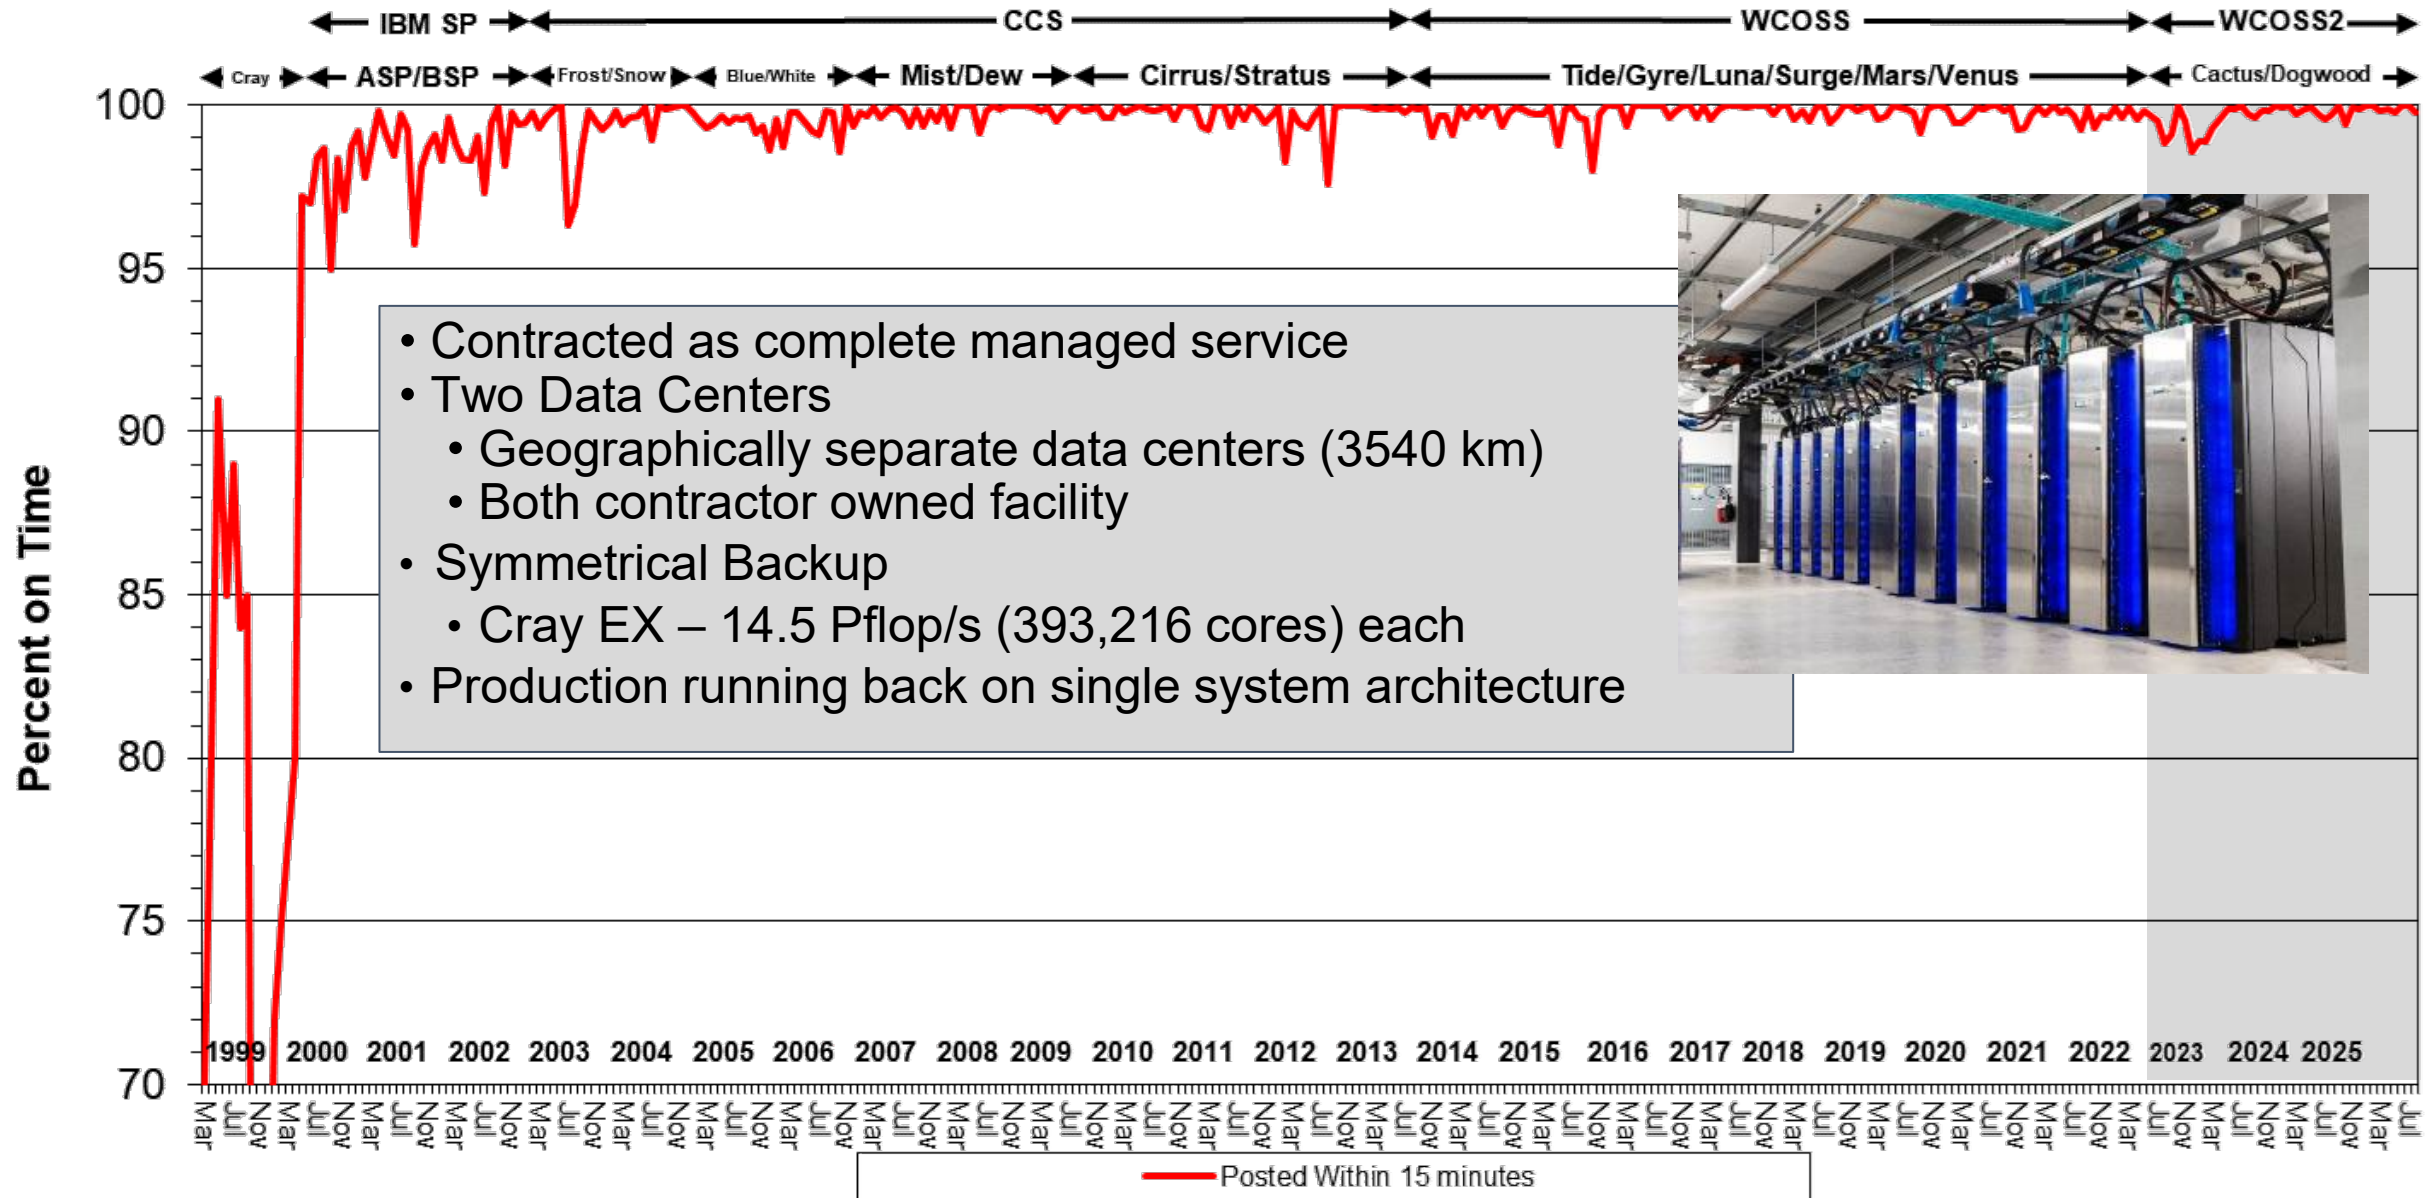 IBM SP CCS WCOSS WCOSS2
Cray ASP/BSP Frost/Snow Blue/White Mist/Dew Cirrus/Stratus Tide/Gyre/Luna/Surge/Mars/Venus Cactus/Dogwood
Percent on Time
100
95
90
85
80
75
70
• Contracted as complete managed service
• Two Data Centers
• Geographically separate data centers (3540 km)
• Both contractor owned facility
• Symmetrical Backup
• Cray EX – 14.5 Pflop/s (393,216 cores) each
• Production running back on single system architecture
1999 2000 2001 2002 2003 2004 2005 2006 2007 2008 2009 2010 2011 2012 2013 2014 2015 2016 2017 2018 2019 2020 2021 2022 2023 2024 2025
Mar Jul Nov Mar Jul Nov Mar Jul Nov Mar Jul Nov Mar Jul Nov Mar Jul Nov Mar Jul Nov Mar Jul Nov Mar Jul Nov Mar Jul Nov Mar Jul Nov Mar Jul Nov Mar Jul Nov Mar Jul Nov Mar Jul Nov Mar Jul Nov Mar Jul Nov Mar Jul Nov Mar Jul Nov Mar Jul Nov Mar Jul Nov Mar Jul Nov Mar Jul Nov Mar Jul Nov Mar Jul Nov Mar Jul Nov Mar Jul
Posted Within 15 minutes